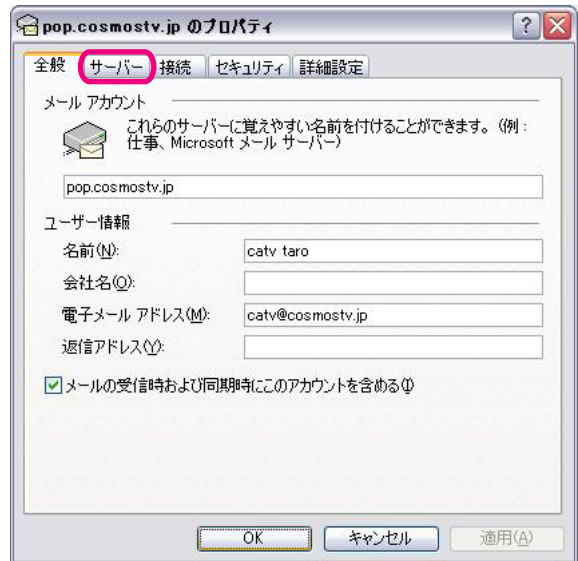 pop.cosmostv.jp のプロパティ
全般 サーバー 接続 セキュリティ 詳細設定
メール アカウント
これらのサーバーに覚えやすい名前を付けることができます。(例:
仕事、Microsoft メール サーバー)
pop.cosmostv.jp
ユーザー情報
名前(N): catv taro
会社名(O):
電子メール アドレス(M): catv@cosmostv.jp
返信アドレス(Y):
メールの受信時および同期時にこのアカウントを含める(I)
OK キャンセル 適用(A)